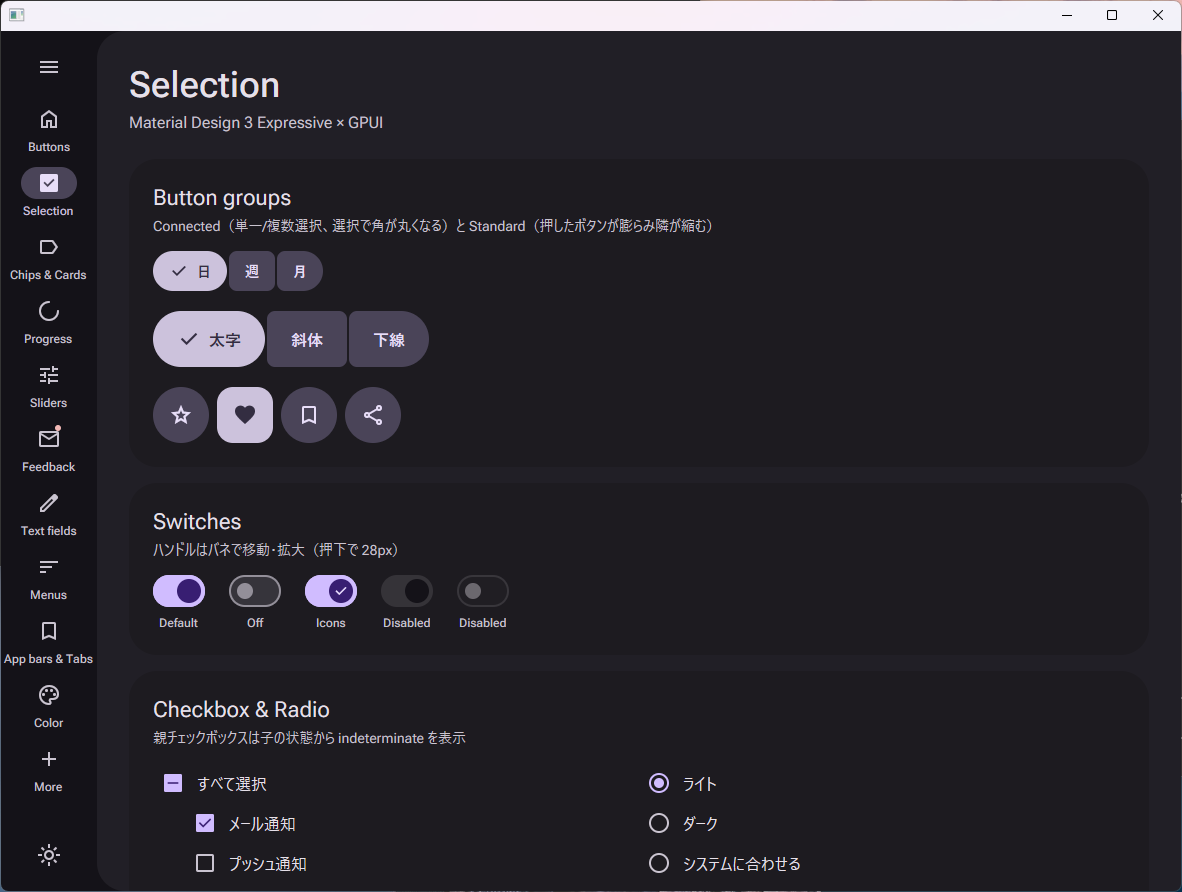 Selection
Material Design 3 Expressive × GPUI
Buttons
Selection
Chips & Cards
Progress
Sliders
Feedback
Text fields
Menus
App bars & Tabs
Color
More
Button groups
Connected（単一/複数選択、選択で角が丸くなる）と Standard（押したボタンが膨らみ隣が縮む）
日 週 月
太字 斜体 下線
Switches
ハンドルはバネで移動・拡大（押下で 28px）
Default Off Icons Disabled Disabled
Checkbox & Radio
親チェックボックスは子の状態から indeterminate を表示
すべて選択
メール通知
プッシュ通知
ライト
ダーク
システムに合わせる